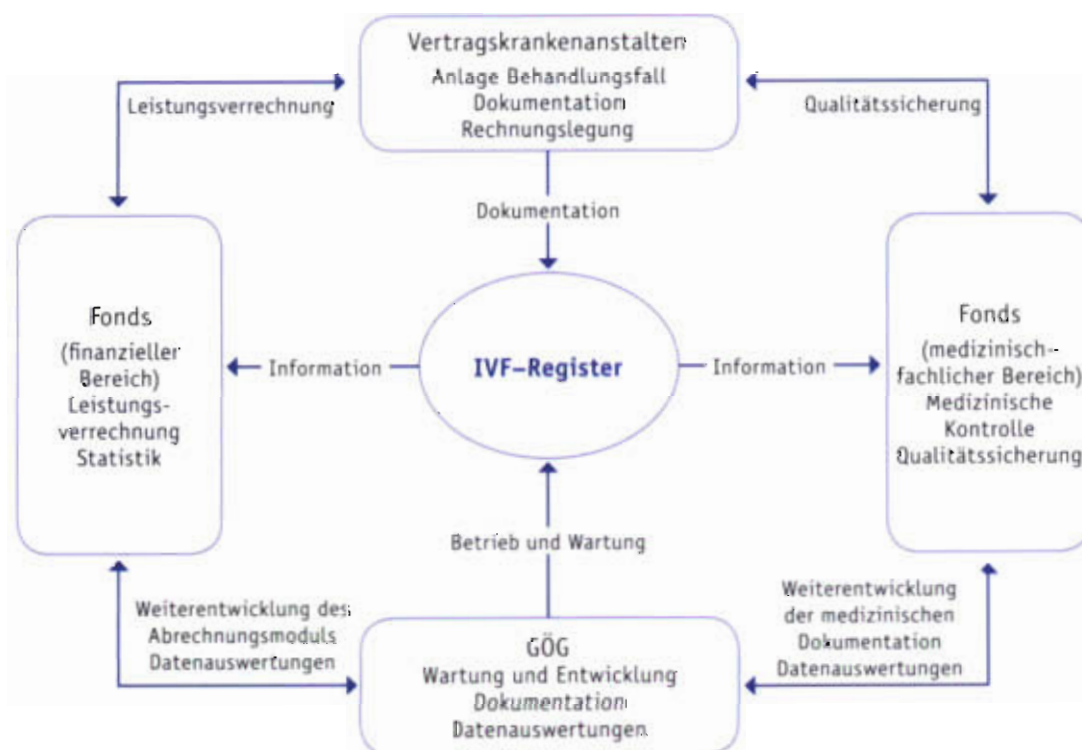 Vertragskrankenanstalten
Anlage Behandlungsfall
Dokumentation
Rechnungslegung
Leistungsverrechnung
Qualitätssicherung
Dokumentation
Fonds
(finanzieller
Bereich)
Leistungs-
verrechnung
Statistik
Information
IVF-Register
Information
Fonds
(medizinisch-
fachlicher Bereich)
Medizinische
Kontrolle
Qualitätssicherung
Betrieb und Wartung
Weiterentwicklung des
Abrechnungsmoduls
Datenauswertungen
GÖG
Wartung und Entwicklung
Dokumentation
Datenauswertungen
Weiterentwicklung
der medizinischen
Dokumentation
Datenauswertungen